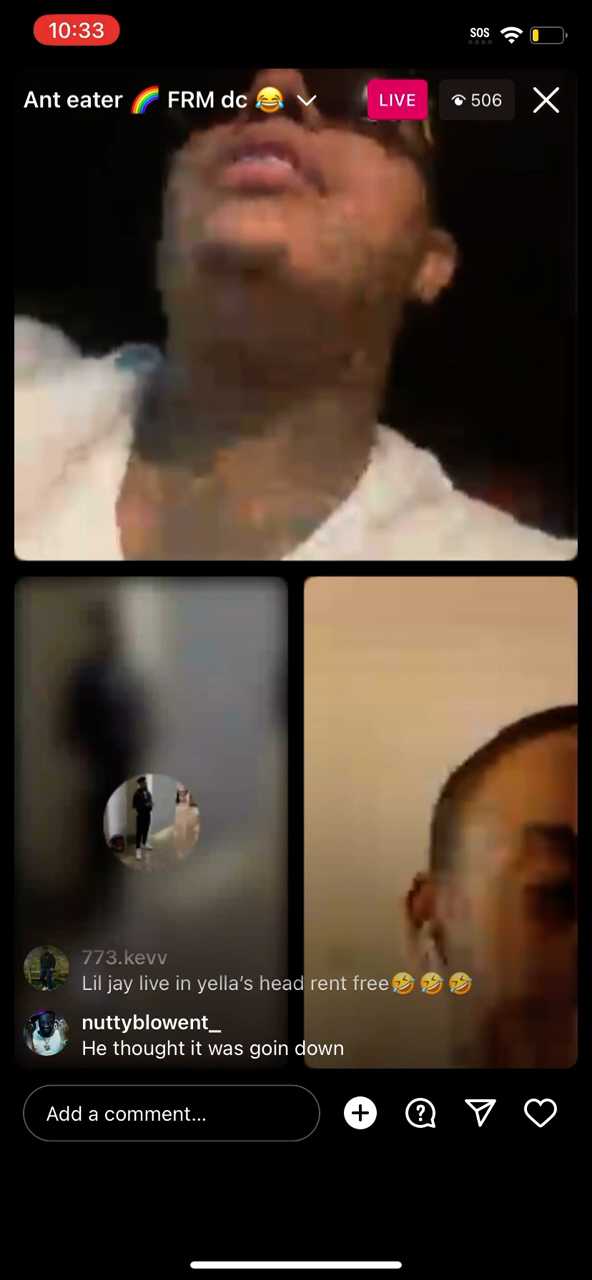 10:33
SOS
Ant eater 🌈 FRM dc 😂
LIVE
506
773.kevv
Lil jay live in yella's head rent free🤣🤣🤣
nuttyblowent_
He thought it was goin down
Add a comment...